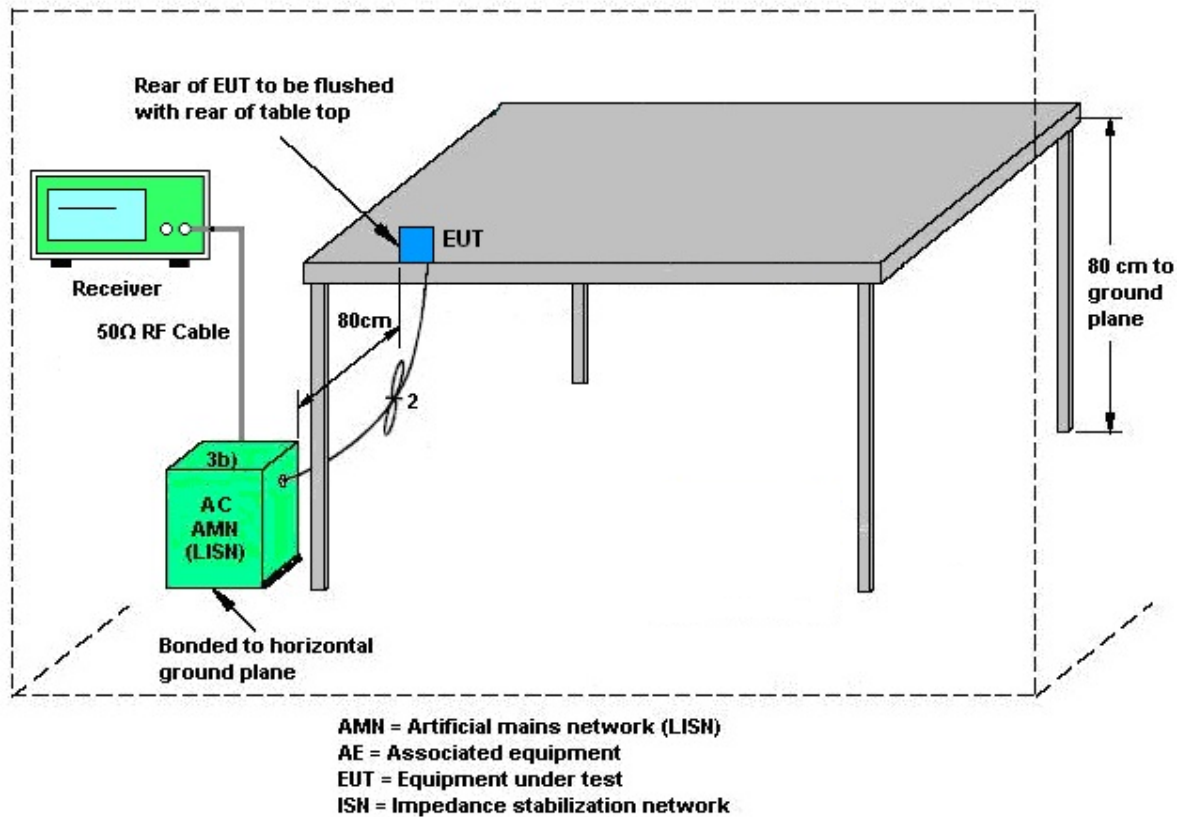 Rear of EUT to be flushed
with rear of table top
EUT
Receiver
50Ω RF Cable
80cm
80 cm to
ground
plane
2
3b)
AC
AMN
(LISN)
Bonded to horizontal
ground plane
AMN = Artificial mains network (LISN)
AE = Associated equipment
EUT = Equipment under test
ISN = Impedance stabilization network